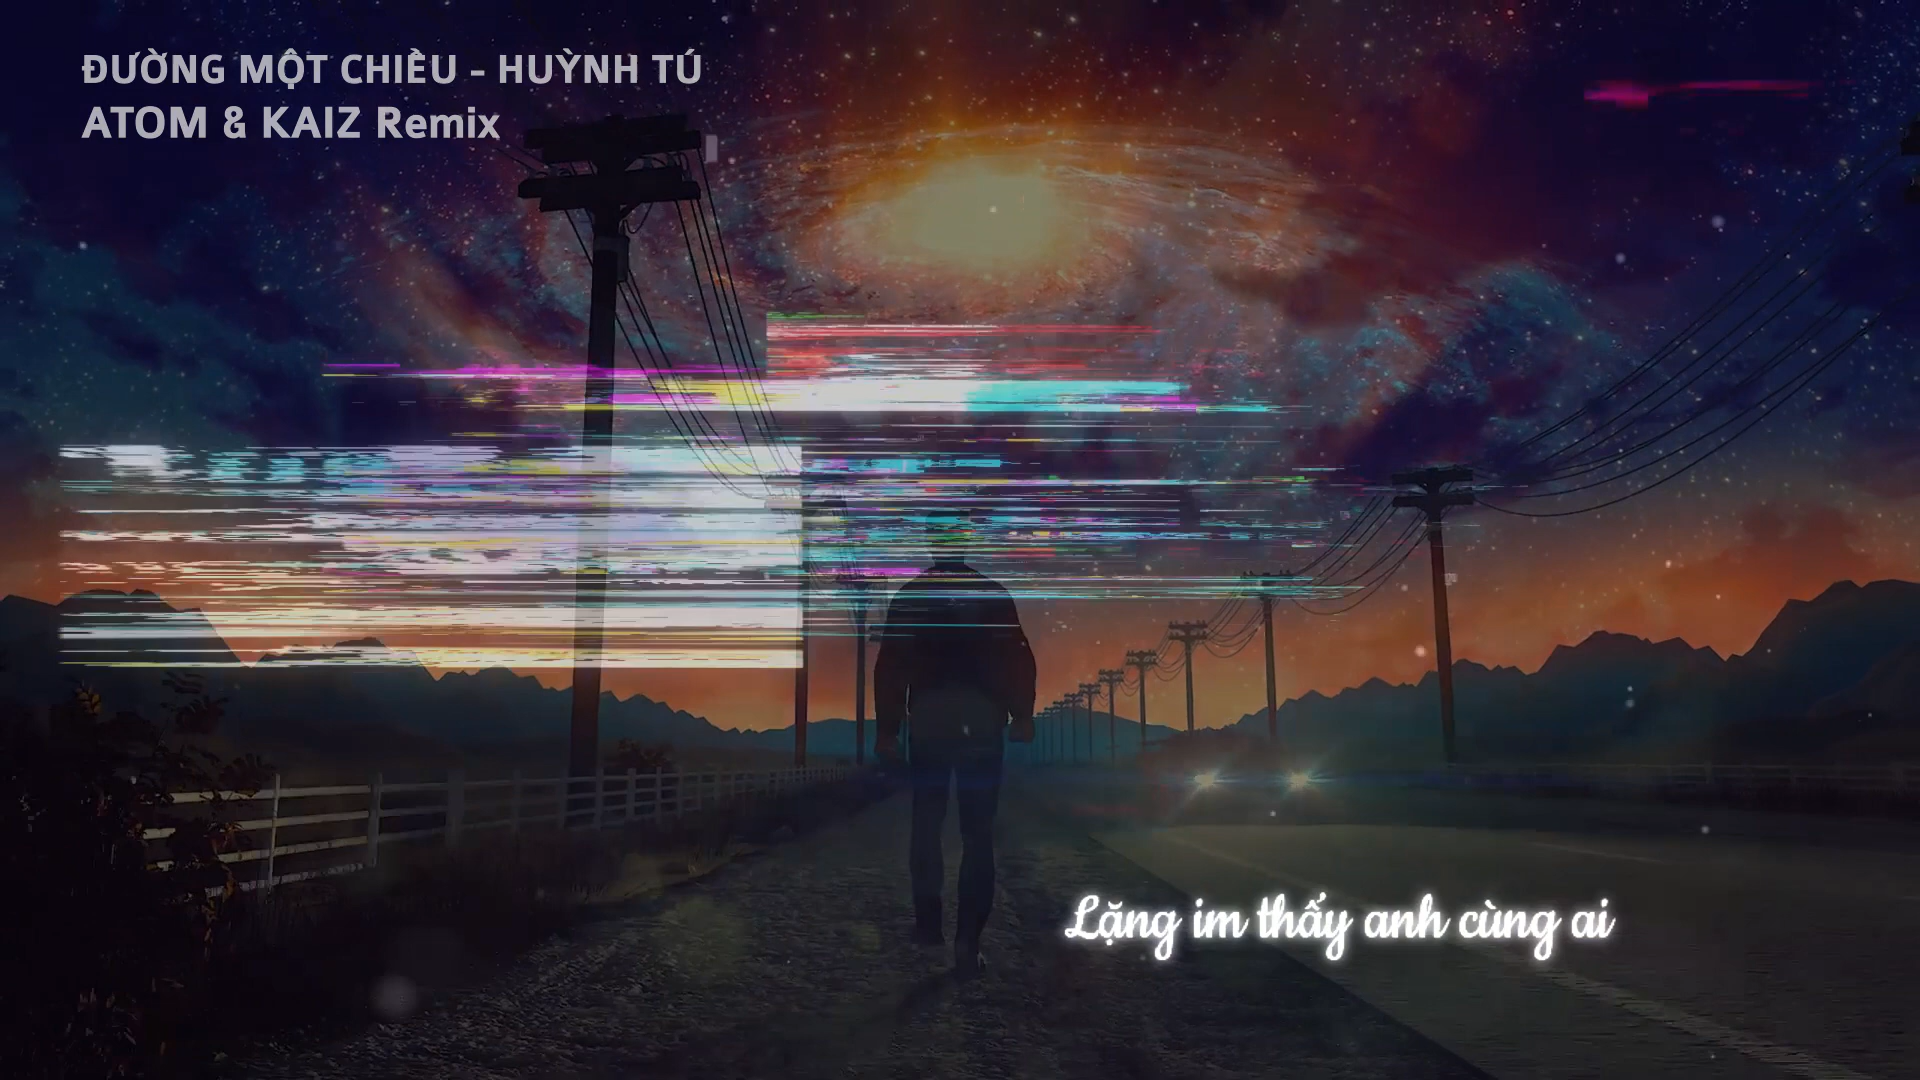 ĐƯỜNG MỘT CHIỀU - HUỲNH TÚ
ATOM & KAIZ Remix
Lặng im thấy anh cùng ai